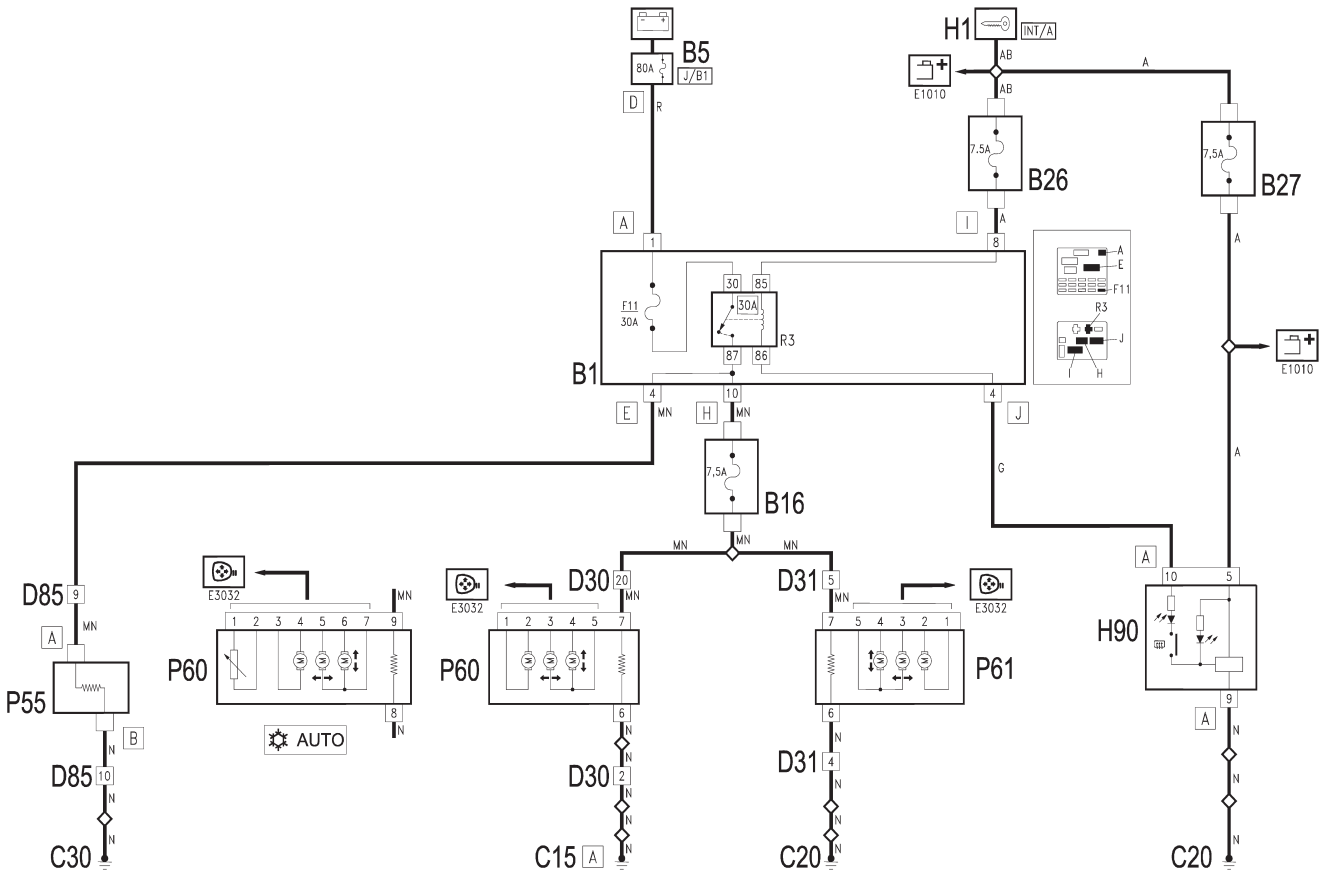 H1 INT/A
B5
80A
J/B1
AB
A
E1010
AB
D
R
7.5A
B26
7,5A
B27
A I A A
1 8
30 85
F11
30A
30A
R3
87 86
B1
A
E
F11
R3
J
I H
E1010
4 10 4
E MN H MN J
7,5A
B16
G
A
MN
MN MN
E3032
E3032
E3032
D85 9
D30 20
D31 5
A
10 5
MN
MN
MN
MN
1 2 3 4 5 6 7 9
1 2 3 4 5 7
7 5 4 3 2 1
A
P55
P60
M M M
P60
M M M
M M M
P61
H90
B
8
N
6
6
9
A
AUTO
N
N
N
N
N
N
D85 10
D30 2
D31 4
N
N
N
N
N
N
N
N
N
C30
C15 A
C20
C20